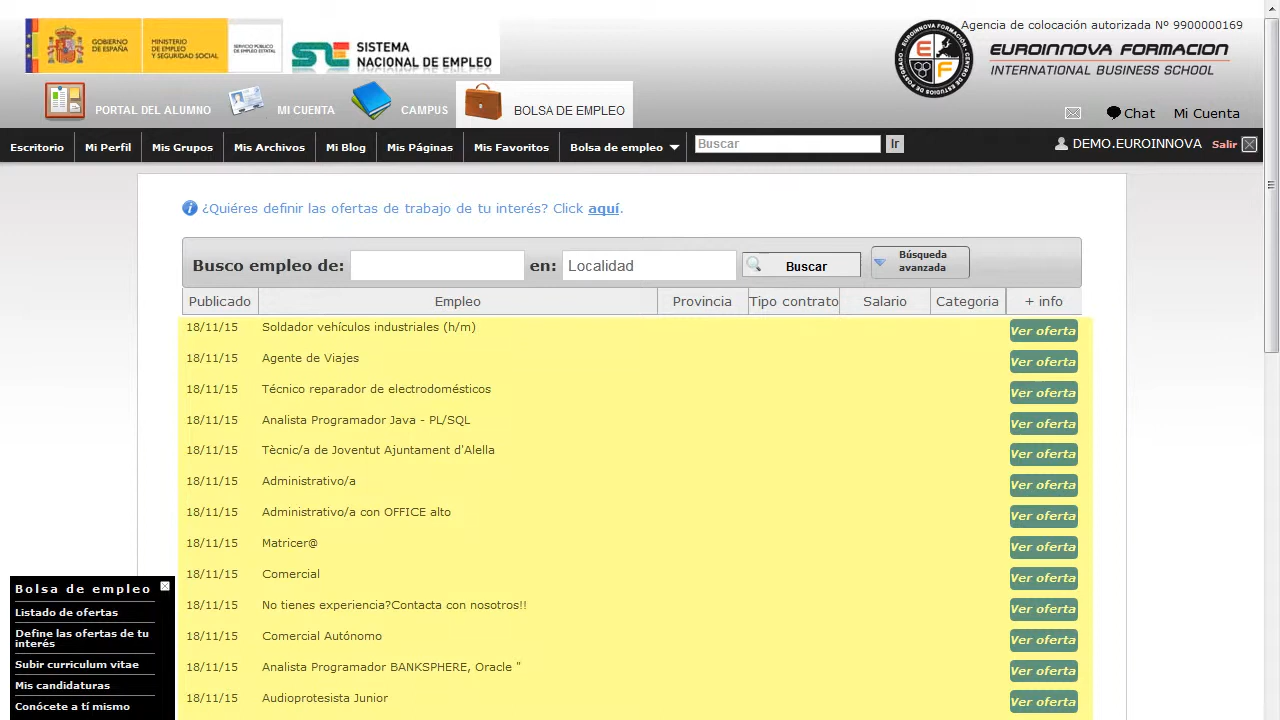 GOBIERNO DE ESPAÑA
MINISTERIO DE EMPLEO Y SEGURIDAD SOCIAL
SERVICIO PÚBLICO DE EMPLEO ESTATAL
SISTEMA NACIONAL DE EMPLEO
Agencia de colocación autorizada Nº 9900000169
EUROINNOVA FORMACION
INTERNATIONAL BUSINESS SCHOOL
PORTAL DEL ALUMNO
MI CUENTA
CAMPUS
BOLSA DE EMPLEO
Chat
Mi Cuenta
Escritorio
Mi Perfil
Mis Grupos
Mis Archivos
Mi Blog
Mis Páginas
Mis Favoritos
Bolsa de empleo
Buscar
Ir
DEMO.EUROINNOVA
Salir
¿Quiéres definir las ofertas de trabajo de tu interés? Click aquí.
Busco empleo de:
en:
Localidad
Buscar
Búsqueda avanzada
Publicado Empleo Provincia Tipo contrato Salario Categoria + info
18/11/15 Soldador vehículos industriales (h/m) Ver oferta
18/11/15 Agente de Viajes Ver oferta
18/11/15 Técnico reparador de electrodomésticos Ver oferta
18/11/15 Analista Programador Java - PL/SQL Ver oferta
18/11/15 Tècnic/a de Joventut Ajuntament d'Alella Ver oferta
18/11/15 Administrativo/a Ver oferta
18/11/15 Administrativo/a con OFFICE alto Ver oferta
18/11/15 Matricer@ Ver oferta
18/11/15 Comercial Ver oferta
18/11/15 No tienes experiencia?Contacta con nosotros!! Ver oferta
18/11/15 Comercial Autónomo Ver oferta
18/11/15 Analista Programador BANKSPHERE, Oracle " Ver oferta
18/11/15 Audioprotesista Junior Ver oferta
Bolsa de empleo
Listado de ofertas
Define las ofertas de tu
interés
Subir curriculum vitae
Mis candidaturas
Conócete a tí mismo